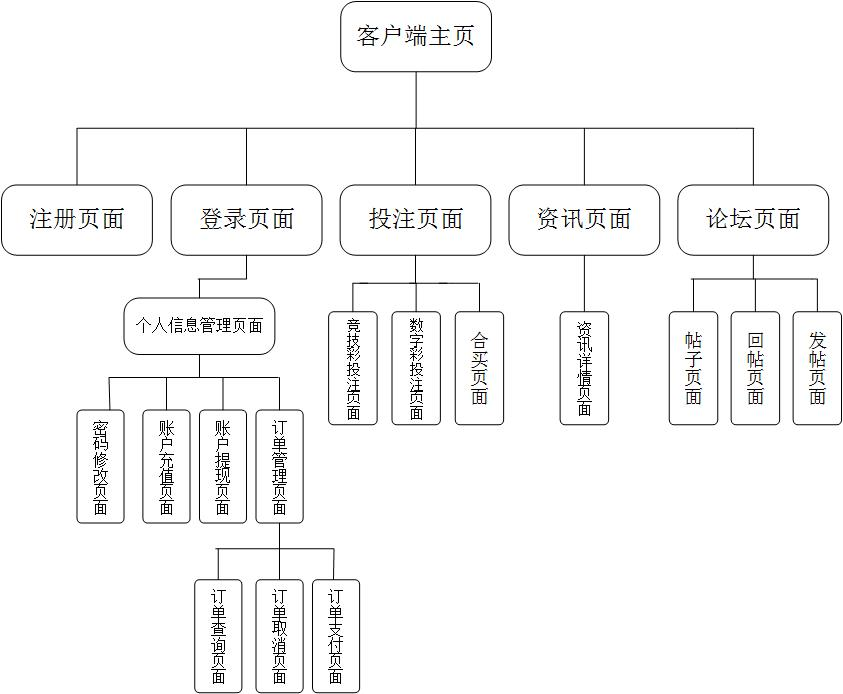 客户端主页
注册页面
登录页面
投注页面
资讯页面
论坛页面
个人信息管理页面
竞技彩投注页面
数字彩投注页面
合买页面
资讯详情页面
帖子页面
回帖页面
发帖页面
密码修改页面
账户充值页面
账户提现页面
订单管理页面
订单查询页面
订单取消页面
订单支付页面